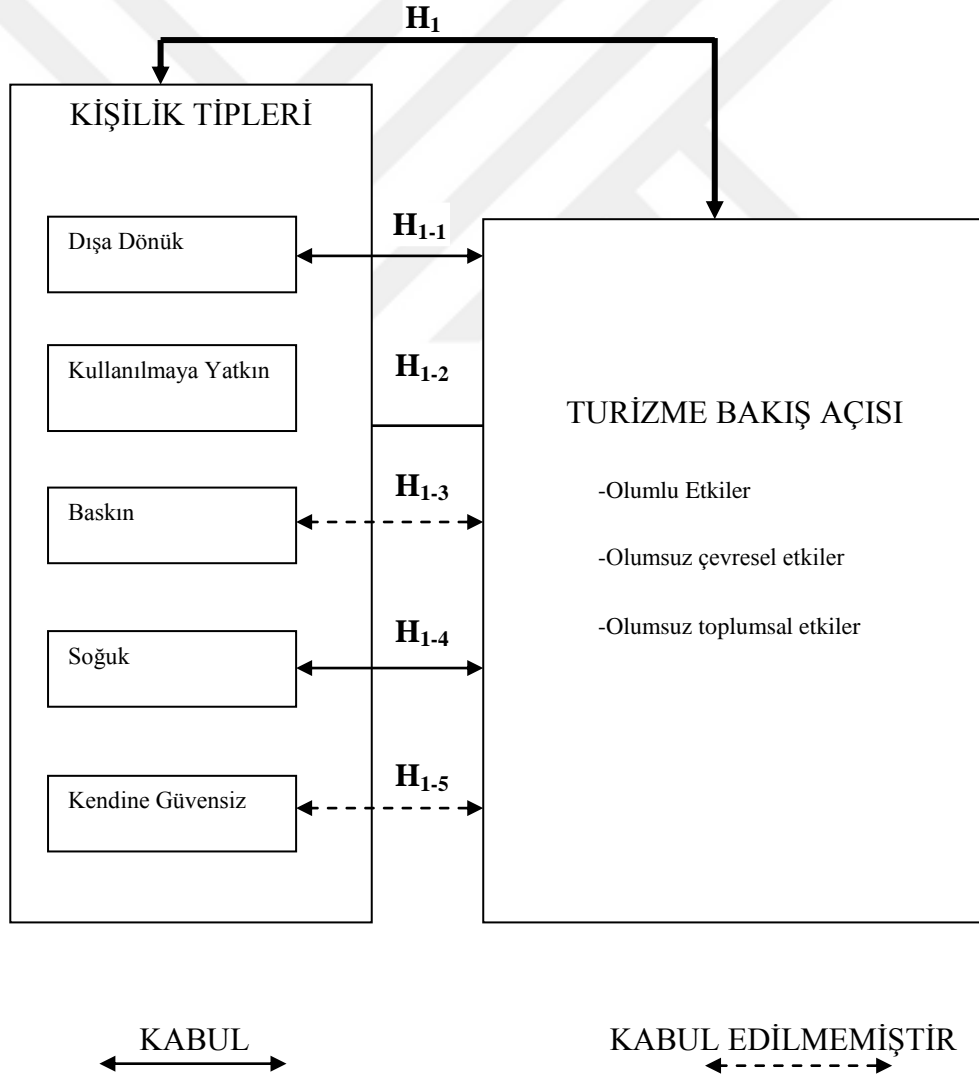 H1
KİŞİLİK TİPLERİ
Dışa Dönük
H1-1
Kullanılmaya Yatkın
H1-2
Baskın
H1-3
Soğuk
H1-4
Kendine Güvensiz
H1-5
TURİZME BAKIŞ AÇISI
-Olumlu Etkiler
-Olumsuz çevresel etkiler
-Olumsuz toplumsal etkiler
KABUL
KABUL EDİLMEMİŞTİR